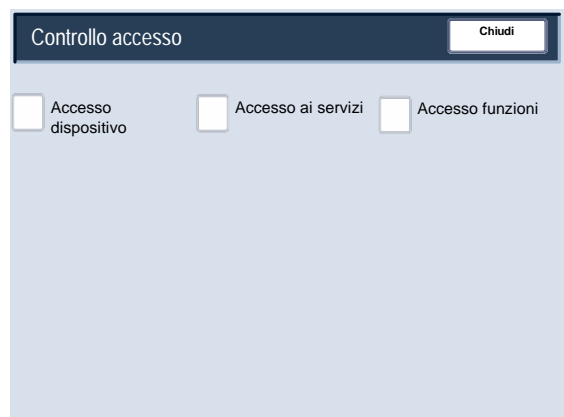 Controllo accesso
Chiudi
Accesso
dispositivo
Accesso ai servizi
Accesso funzioni